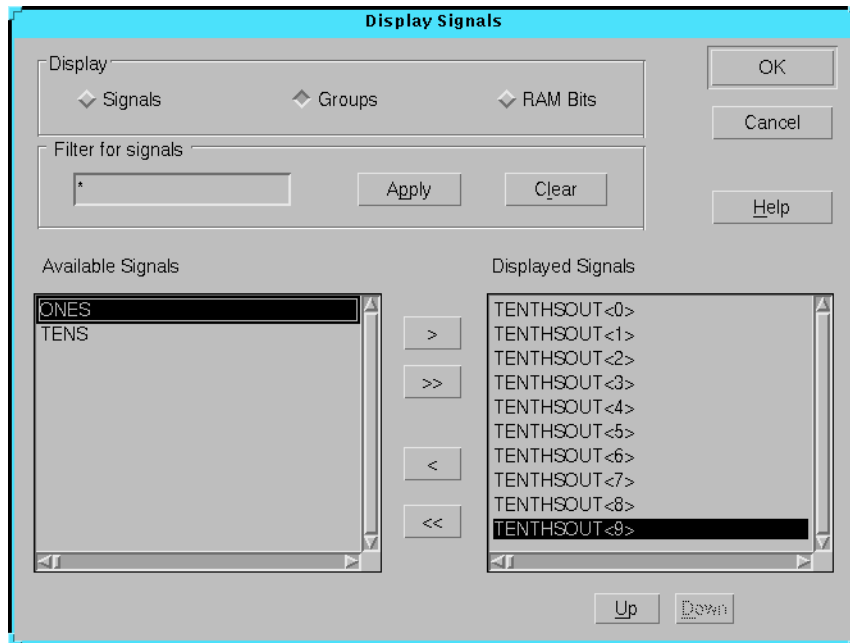 Display Signals
Display
Signals
Groups
RAM Bits
OK
Cancel
Filter for signals
*
Apply
Clear
Help
Available Signals
Displayed Signals
ONES
TENS
>
>>
<
<<
TENTHSOUT<0>
TENTHSOUT<1>
TENTHSOUT<2>
TENTHSOUT<3>
TENTHSOUT<4>
TENTHSOUT<5>
TENTHSOUT<6>
TENTHSOUT<7>
TENTHSOUT<8>
TENTHSOUT<9>
Up
Down